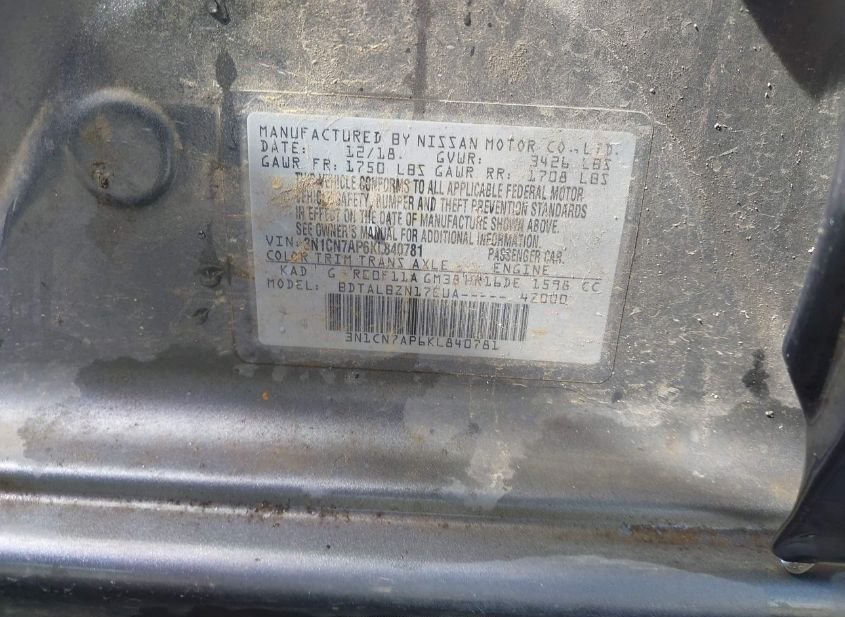 MANUFACTURED BY NISSAN MOTOR CO., LTD.
DATE: 12/18. GVWR: 3426 LBS
GAWR FR: 1750 LBS GAWR RR: 1708 LBS
THIS VEHICLE CONFORMS TO ALL APPLICABLE FEDERAL MOTOR
VEHICLE SAFETY, BUMPER AND THEFT PREVENTION STANDARDS
IN EFFECT ON THE DATE OF MANUFACTURE SHOWN ABOVE.
SEE OWNER'S MANUAL FOR ADDITIONAL INFORMATION
VIN: 3N1CN7AP6KL840781 PASSENGER CAR.
COLOR TRIM TRANS AXLE ENGINE
KAD G RE0F11A GM38 HR16DE 1598 CC
MODEL: BDTALBZN17EUA----- 42000
3N1CN7AP6KL840781